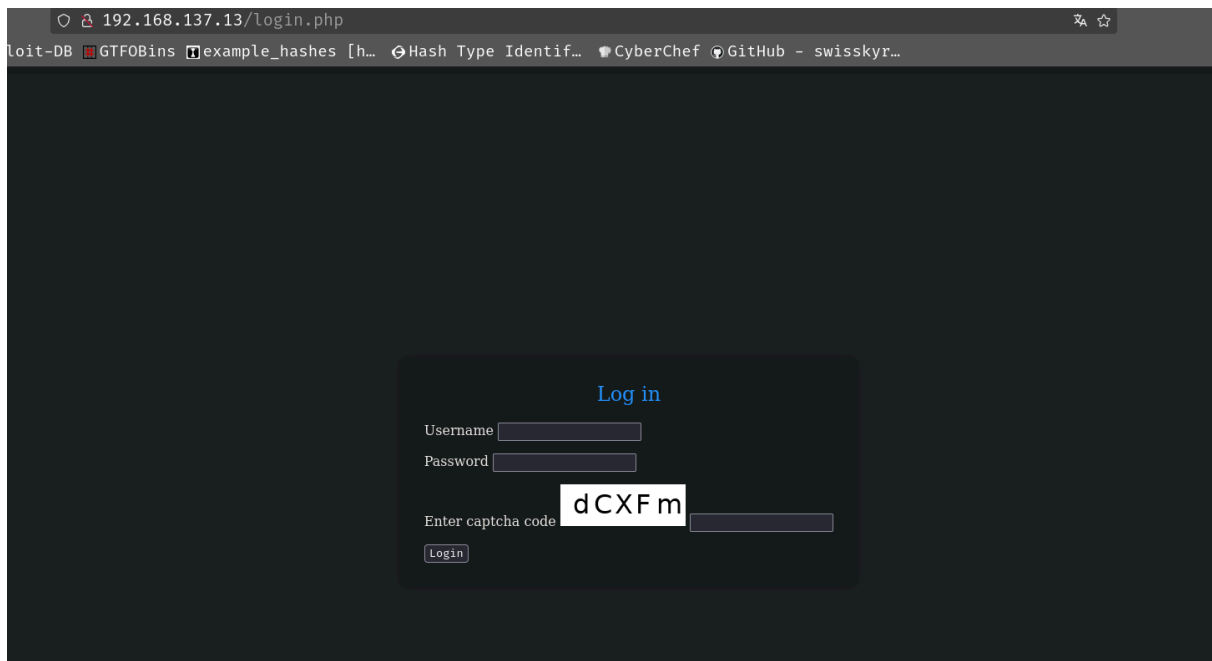 192.168.137.13/login.php
loit-DB GTFOBins example_hashes [h… Hash Type Identif… CyberChef GitHub - swisskyr…
Log in
Username
Password
Enter captcha code dCXFm
Login